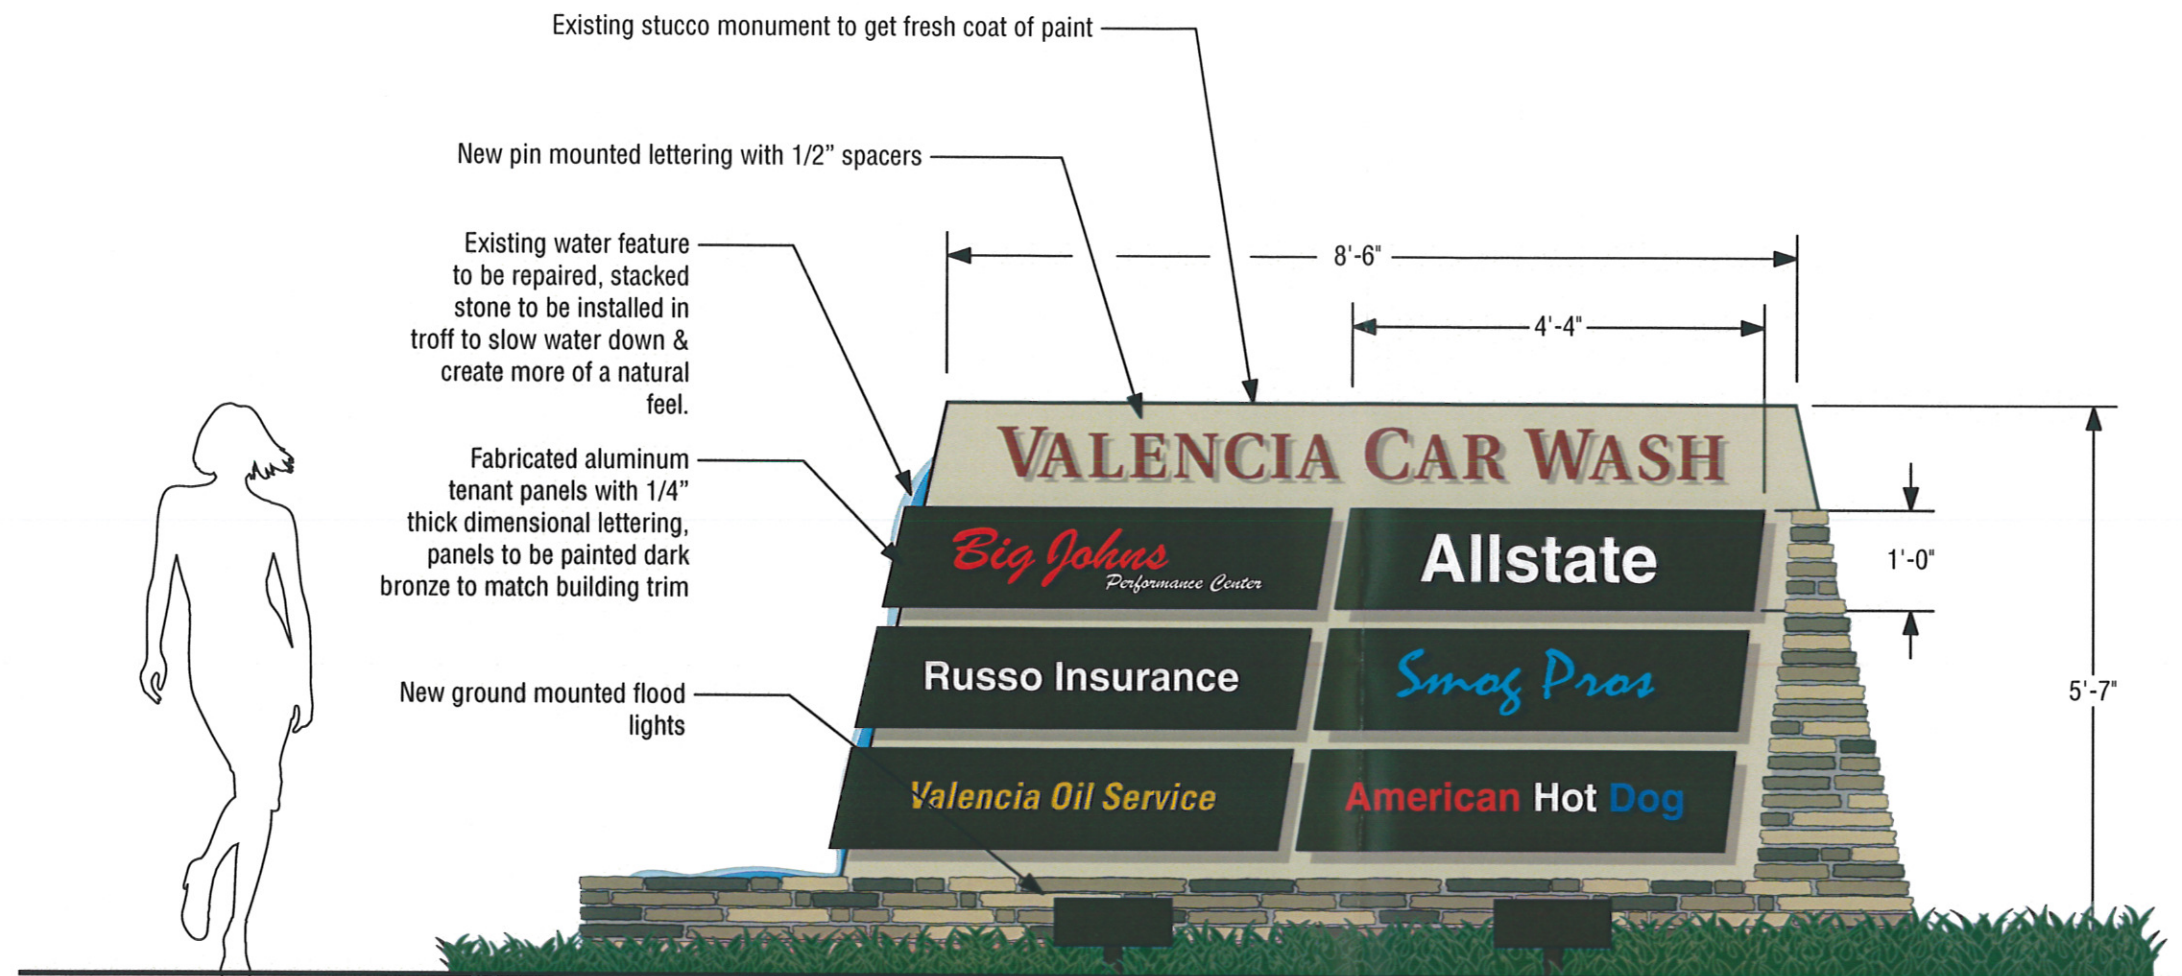 Existing stucco monument to get fresh coat of paint
New pin mounted lettering with 1/2” spacers
Existing water feature
to be repaired, stacked
stone to be installed in
troff to slow water down &
create more of a natural
feel.
8'-6"
4'-4"
Fabricated aluminum
tenant panels with 1/4”
thick dimensional lettering,
panels to be painted dark
bronze to match building trim
New ground mounted flood
lights
VALENCIA CAR WASH
Big Johns
Performance Center
Allstate
Russo Insurance
Smog Pros
Valencia Oil Service
American Hot Dog
1'-0"
5'-7"